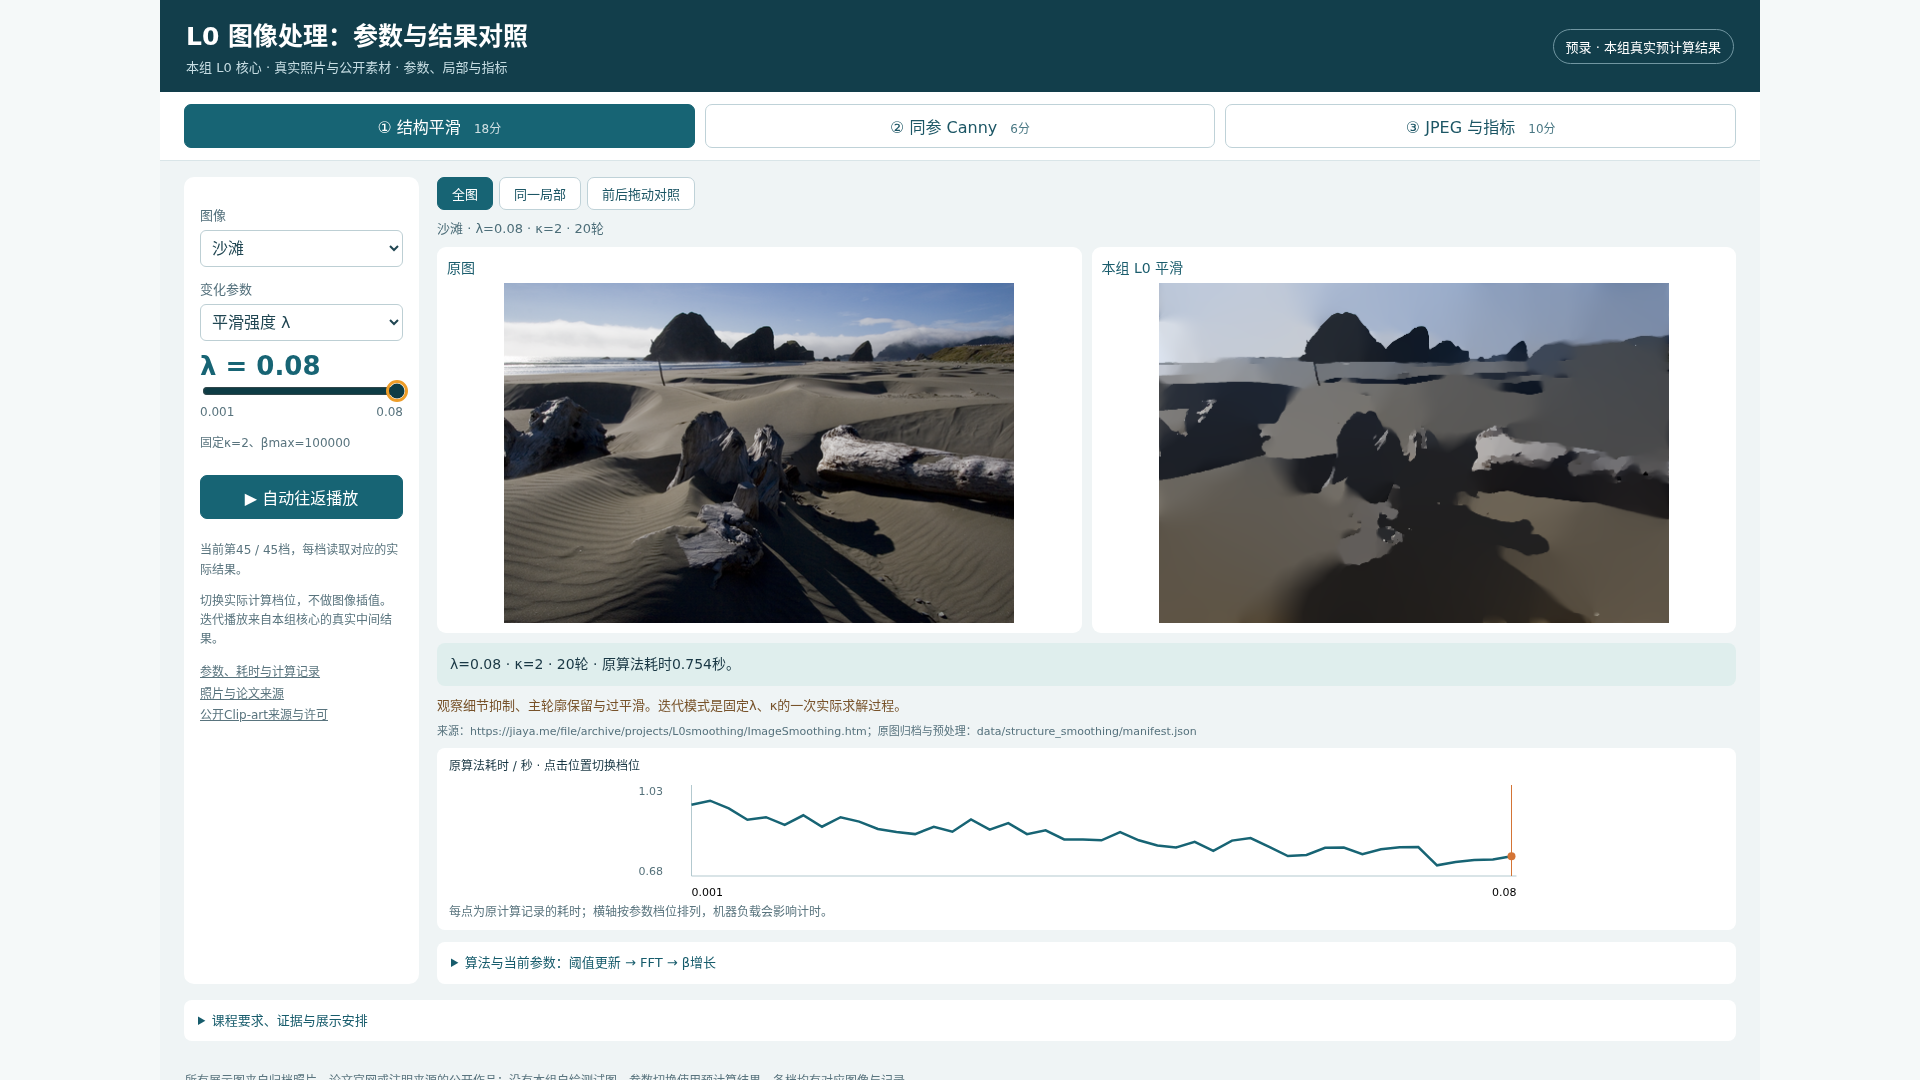 L0 图像处理：参数与结果对照
本组 L0 核心 · 真实照片与公开素材 · 参数、局部与指标
预录 · 本组真实预计算结果
① 结构平滑 18分
② 同参 Canny 6分
③ JPEG 与指标 10分
图像
沙滩
变化参数
平滑强度 λ
λ = 0.08
0.001 0.08
固定κ=2、βmax=100000
▶ 自动往返播放
当前第45 / 45档，每档读取对应的实
际结果。
切换实际计算档位，不做图像插值。
迭代播放来自本组核心的真实中间结
果。
参数、耗时与计算记录
照片与论文来源
公开Clip-art来源与许可
全图 同一局部 前后拖动对照
沙滩 · λ=0.08 · κ=2 · 20轮
原图
本组 L0 平滑
λ=0.08 · κ=2 · 20轮 · 原算法耗时0.754秒。
观察细节抑制、主轮廓保留与过平滑。迭代模式是固定λ、κ的一次实际求解过程。
来源：https://jiaya.me/file/archive/projects/L0smoothing/ImageSmoothing.htm；原图归档与预处理：data/structure_smoothing/manifest.json
原算法耗时 / 秒 · 点击位置切换档位
1.03
0.68
0.001 0.08
每点为原计算记录的耗时；横轴按参数档位排列，机器负载会影响计时。
▶ 算法与当前参数：阈值更新 → FFT → β增长
▶ 课程要求、证据与展示安排